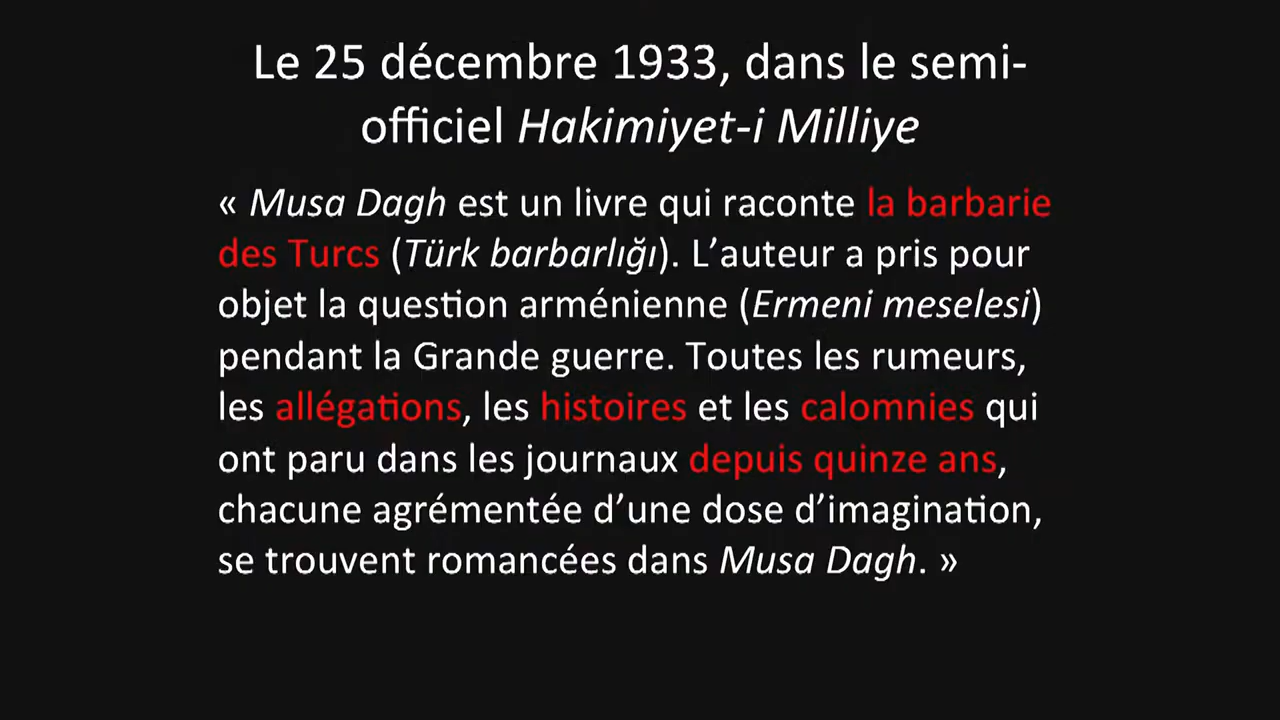 Le 25 décembre 1933, dans le semi-
officiel Hakimiyet-i Milliye
« Musa Dagh est un livre qui raconte la barbarie
des Turcs (Türk barbarlığı). L’auteur a pris pour
objet la question arménienne (Ermeni meselesi)
pendant la Grande guerre. Toutes les rumeurs,
les allégations, les histoires et les calomnies qui
ont paru dans les journaux depuis quinze ans,
chacune agrémentée d’une dose d’imagination,
se trouvent romancées dans Musa Dagh. »